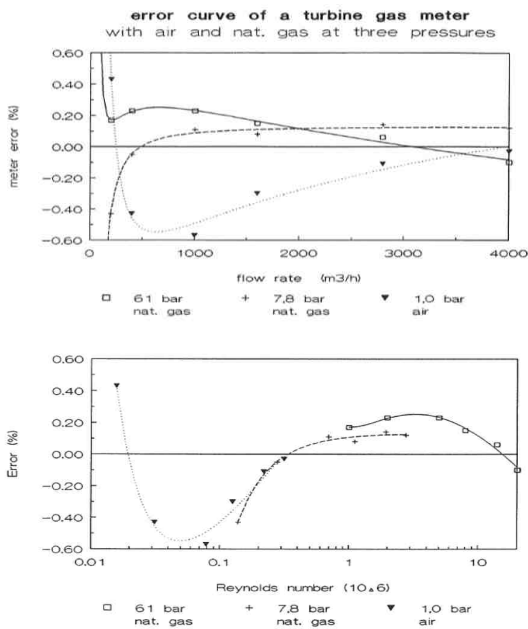 error curve of a turbine gas meter
with air and nat. gas at three pressures
0.60
0.40
0.20
0.00
-0.20
-0.40
-0.60
meter error (%)
0 1000 2000 3000 4000
flow rate (m3/h)
61 bar nat. gas
7,8 bar nat. gas
1,0 bar air
0.60
0.40
0.20
0.00
-0.20
-0.40
-0.60
Error (%)
0.01 0.1 1 10
Reynolds number (10▵6)
61 bar nat. gas
7,8 bar nat. gas
1,0 bar air